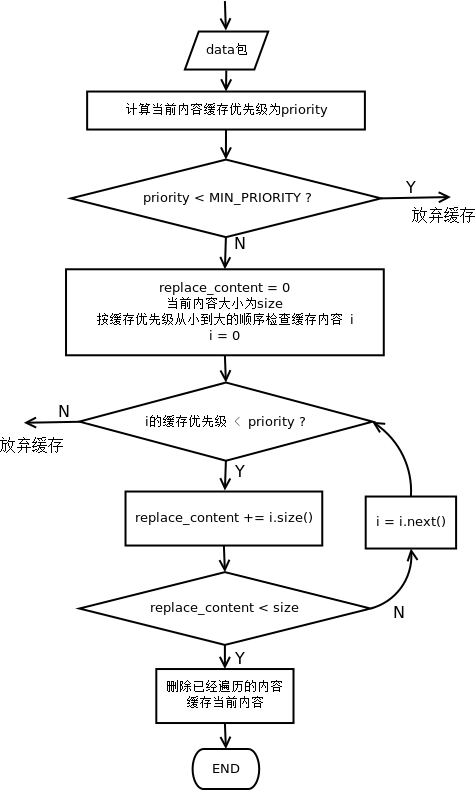 data包
计算当前内容缓存优先级为priority
priority < MIN_PRIORITY ?
Y
放弃缓存
N
replace_content = 0
当前内容大小为size
按缓存优先级从小到大的顺序检查缓存内容 i
i = 0
i的缓存优先级 < priority ?
N
放弃缓存
Y
replace_content += i.size()
i = i.next()
replace_content < size
N
Y
删除已经遍历的内容
缓存当前内容
END